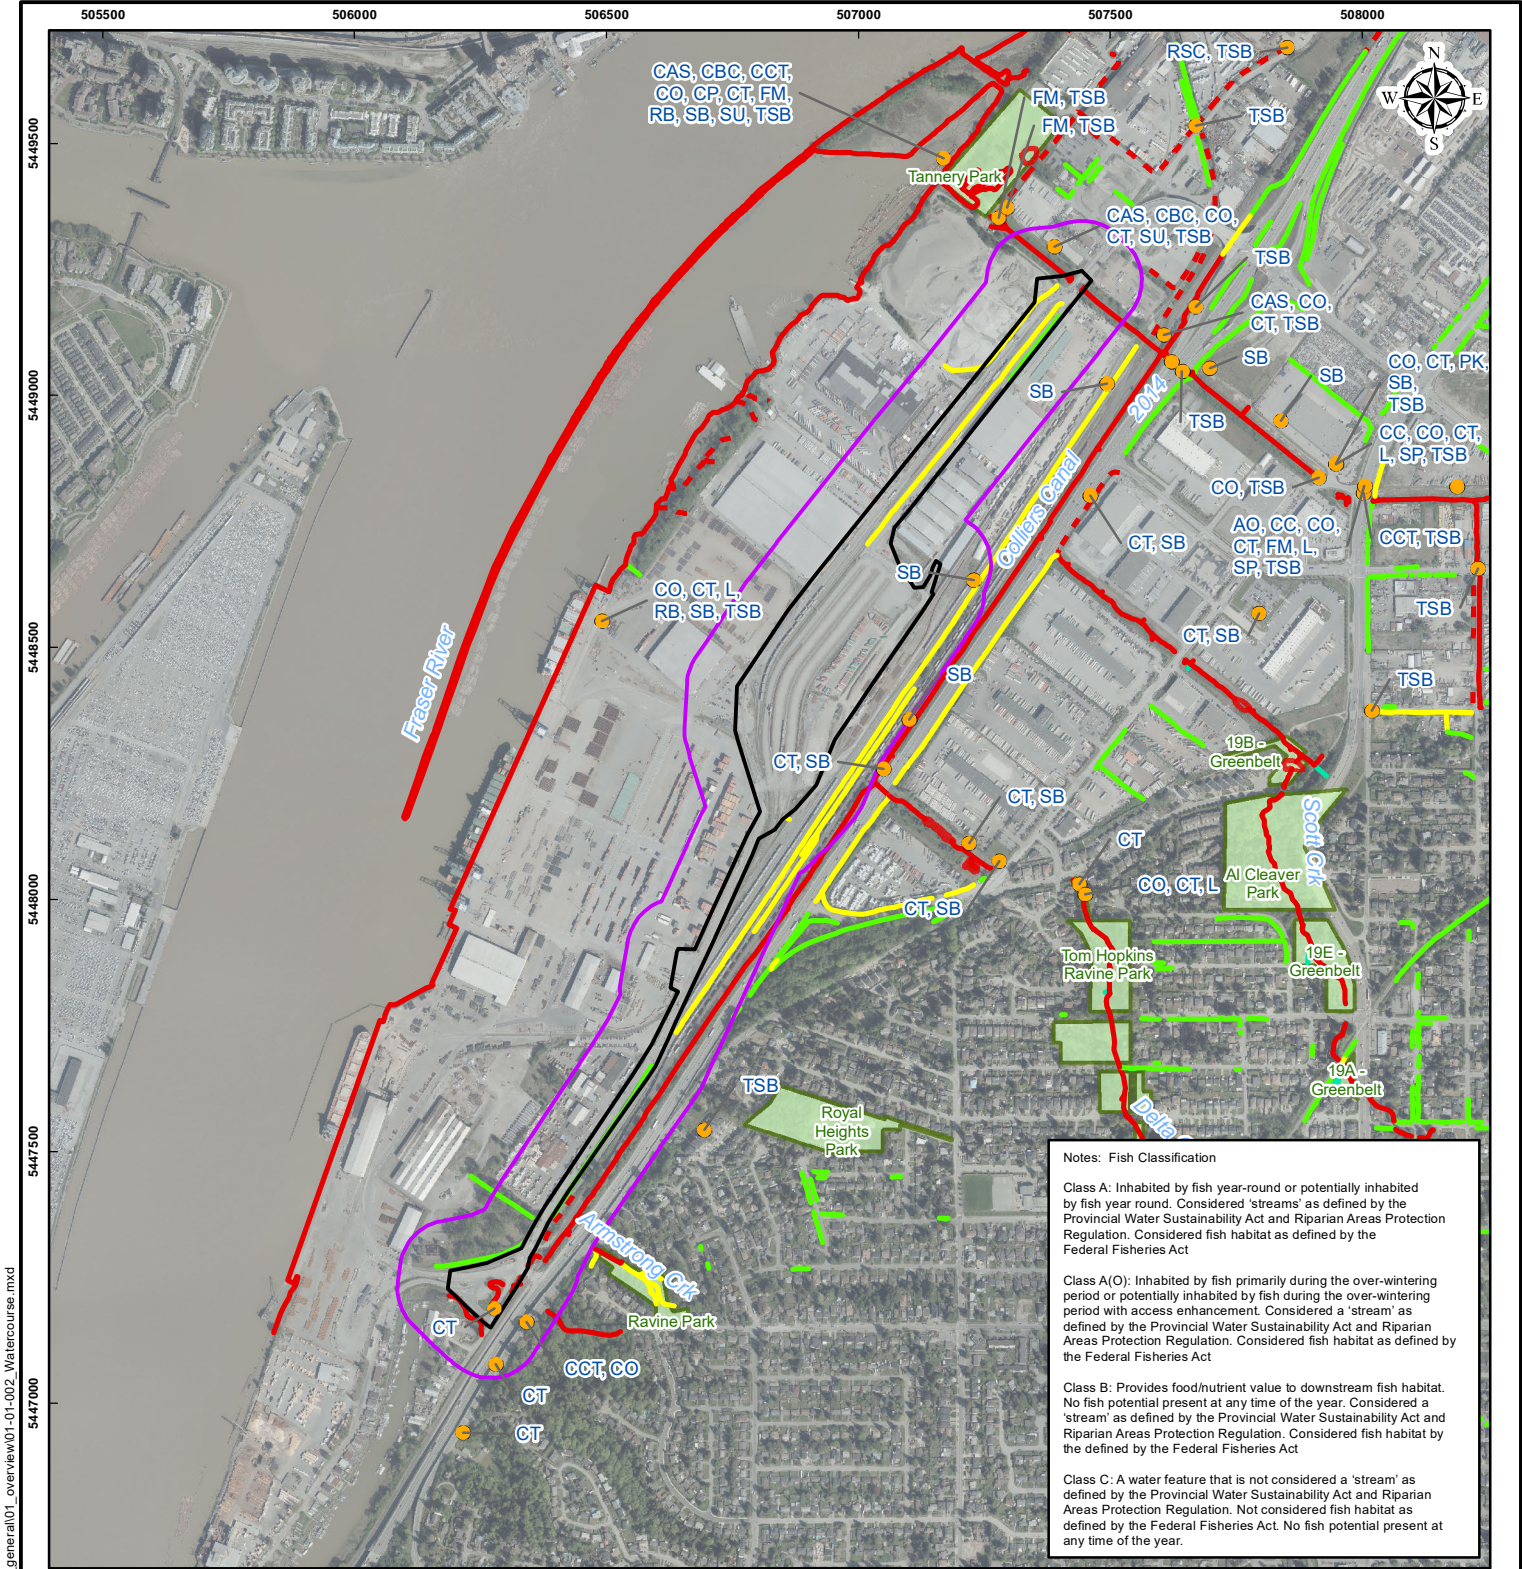 505500
506000
506500
507000
507500
508000
5449500
5449000
5448500
5448000
5447500
5447000
N
W
E
S
RSC, TSB
CAS, CBC, CCT,
CO, CP, CT, FM,
RB, SB, SU, TSB
FM, TSB
FM, TSB
TSB
Tannery Park
CAS, CBC, CO,
CT, SU, TSB
TSB
CAS, CO,
CT, TSB
SB
SB
CO, CT, PK,
SB,
TSB
SB
2014
TSB
CC, CO, CT,
L, SP, TSB
Colliers Canal
CO, TSB
AO, CC, CO,
CT, FM, L,
SP, TSB
CCT, TSB
CT, SB
SB
CO, CT, L,
RB, SB, TSB
TSB
CT, SB
Fraser River
SB
TSB
CT, SB
19B -
Greenbelt
CT, SB
Scott Crk
CT
Al Cleaver
Park
CO, CT, L
CT, SB
Tom Hopkins
Ravine Park
19E -
Greenbelt
TSB
19A -
Greenbelt
Royal
Heights
Park
Delta
Armstrong Crk
Ravine Park
CT
CCT, CO
CT
CT
Notes: Fish Classification
Class A: Inhabited by fish year-round or potentially inhabited
by fish year round. Considered ‘streams’ as defined by the
Provincial Water Sustainability Act and Riparian Areas Protection
Regulation. Considered fish habitat as defined by the
Federal Fisheries Act
Class A(O): Inhabited by fish primarily during the over-wintering
period or potentially inhabited by fish during the over-wintering
period with access enhancement. Considered a ‘stream’ as
defined by the Provincial Water Sustainability Act and Riparian
Areas Protection Regulation. Considered fish habitat as defined by
the Federal Fisheries Act
Class B: Provides food/nutrient value to downstream fish habitat.
No fish potential present at any time of the year. Considered a
‘stream’ as defined by the Provincial Water Sustainability Act and
Riparian Areas Protection Regulation. Considered fish habitat by
the defined by the Federal Fisheries Act
Class C: A water feature that is not considered a ‘stream’ as
defined by the Provincial Water Sustainability Act and Riparian
Areas Protection Regulation. Not considered fish habitat as
defined by the Federal Fisheries Act. No fish potential present at
any time of the year.
_general\01_overview\01-01-002_Watercourse.mxd